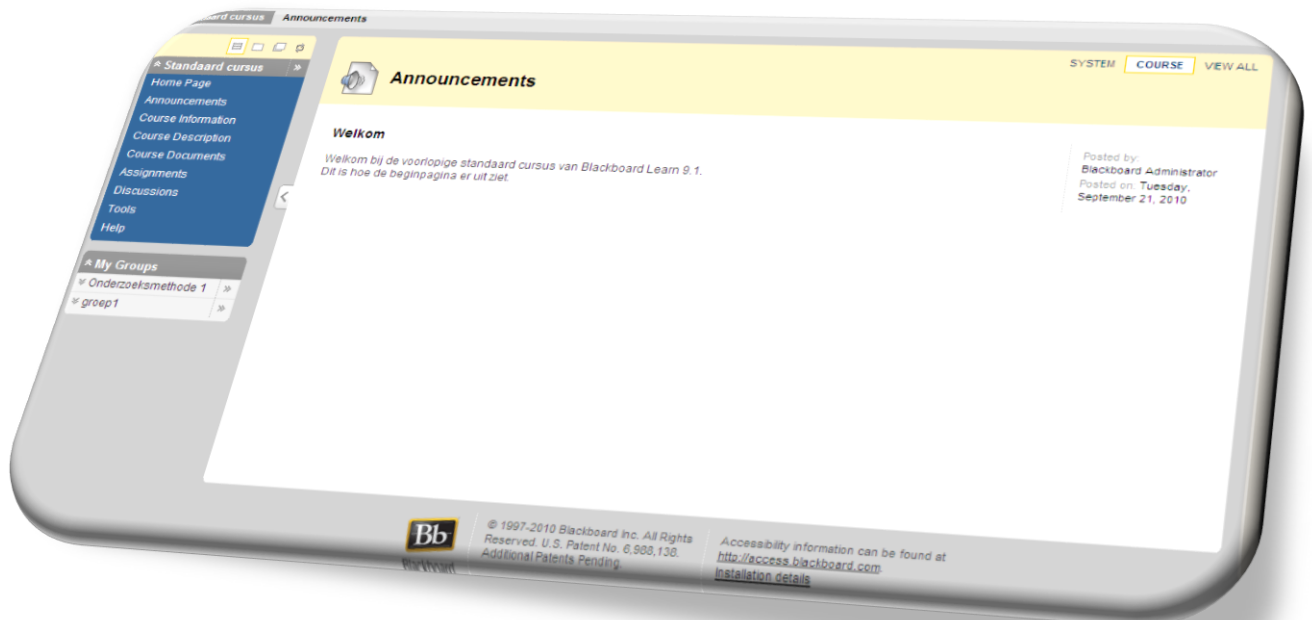 cursus Announcements
Standaard cursus
Home Page
Announcements
Course Information
Course Description
Course Documents
Assignments
Discussions
Tools
Help
My Groups
Onderzoeksmethode 1
groep1
Announcements
SYSTEM COURSE VIEW ALL
Welkom
Welkom bij de voorlopige standaard cursus van Blackboard Learn 9.1.
Dit is hoe de beginpagina er uit ziet.
Posted by:
Blackboard Administrator
Posted on: Tuesday,
September 21, 2010
Bb
Blackboard
© 1997-2010 Blackboard Inc. All Rights
Reserved. U.S. Patent No. 6,988,138.
Additional Patents Pending.
Accessibility information can be found at
http://access.blackboard.com.
Installation details